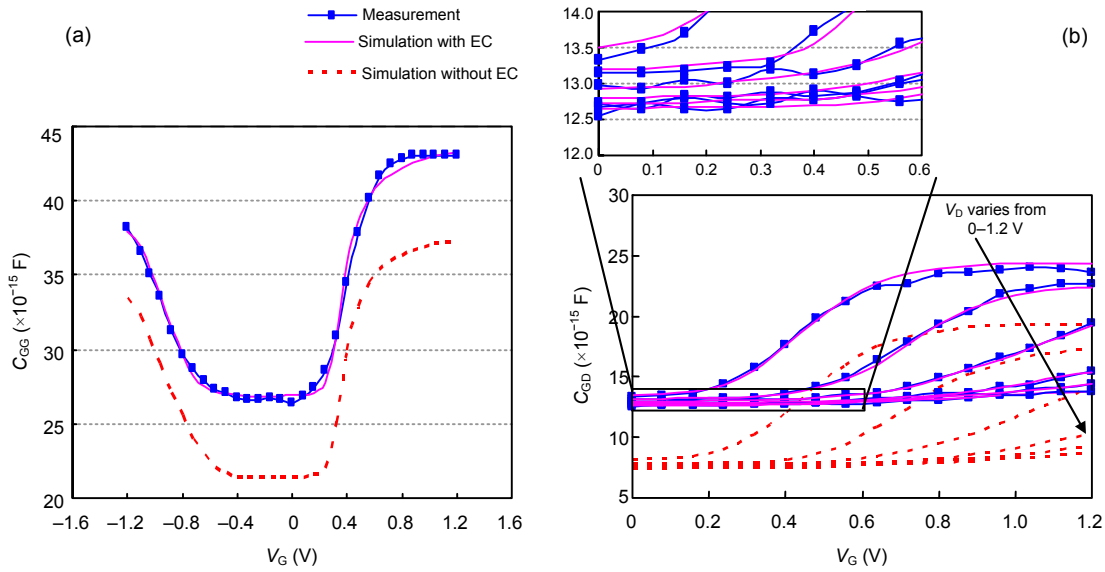 (a)
Measurement
Simulation with EC
Simulation without EC
45
40
35
30
25
20
C_GG (×10⁻¹⁵ F)
–1.6 –1.2 –0.8 –0.4 0 0.4 0.8 1.2 1.6
V_G (V)
(b)
14.0
13.5
13.0
12.5
12.0
0 0.1 0.2 0.3 0.4 0.5 0.6
30
25
20
15
10
5
C_GD (×10⁻¹⁵ F)
V_D varies from
0–1.2 V
0 0.2 0.4 0.6 0.8 1.0 1.2
V_G (V)